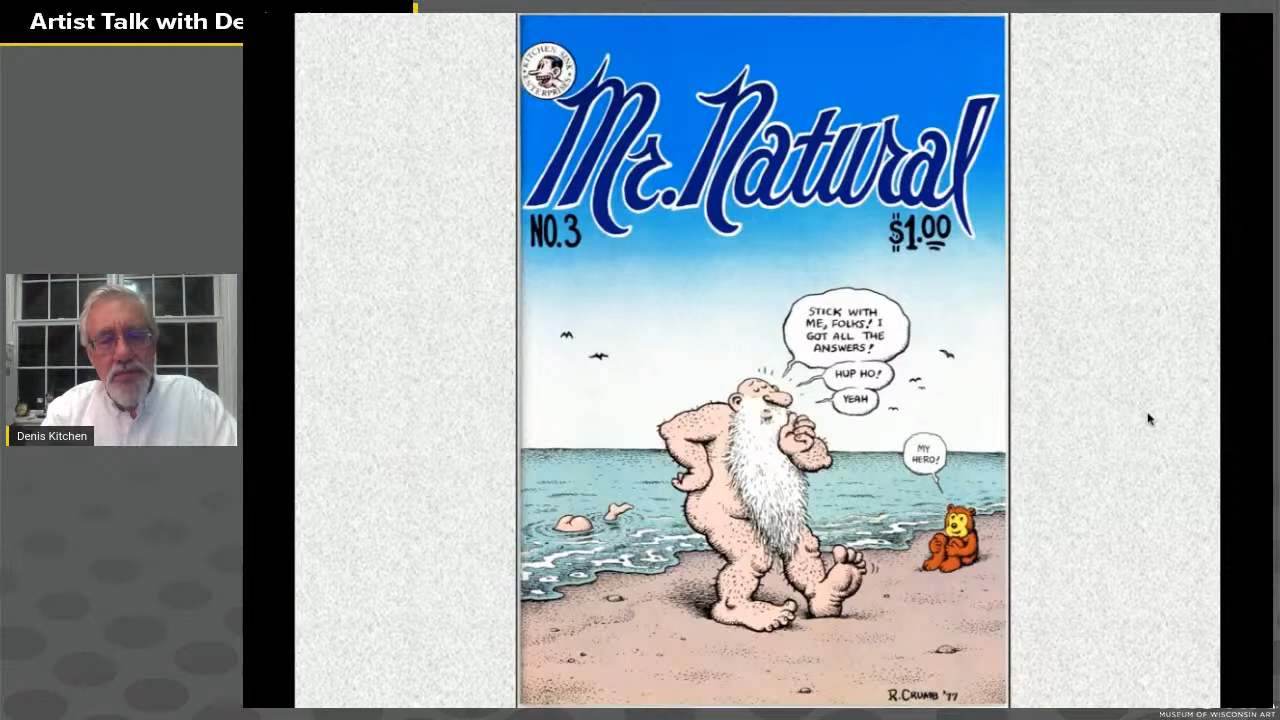 Artist Talk with De
KITCHEN SINK
ENTERPRISES
Mr. Natural
NO. 3
$1.00
STICK WITH
ME, FOLKS! I
GOT ALL THE
ANSWERS!
HUP HO!
YEAH
MY
HERO!
Denis Kitchen
R. CRUMB '77
MUSEUM OF WISCONSIN ART